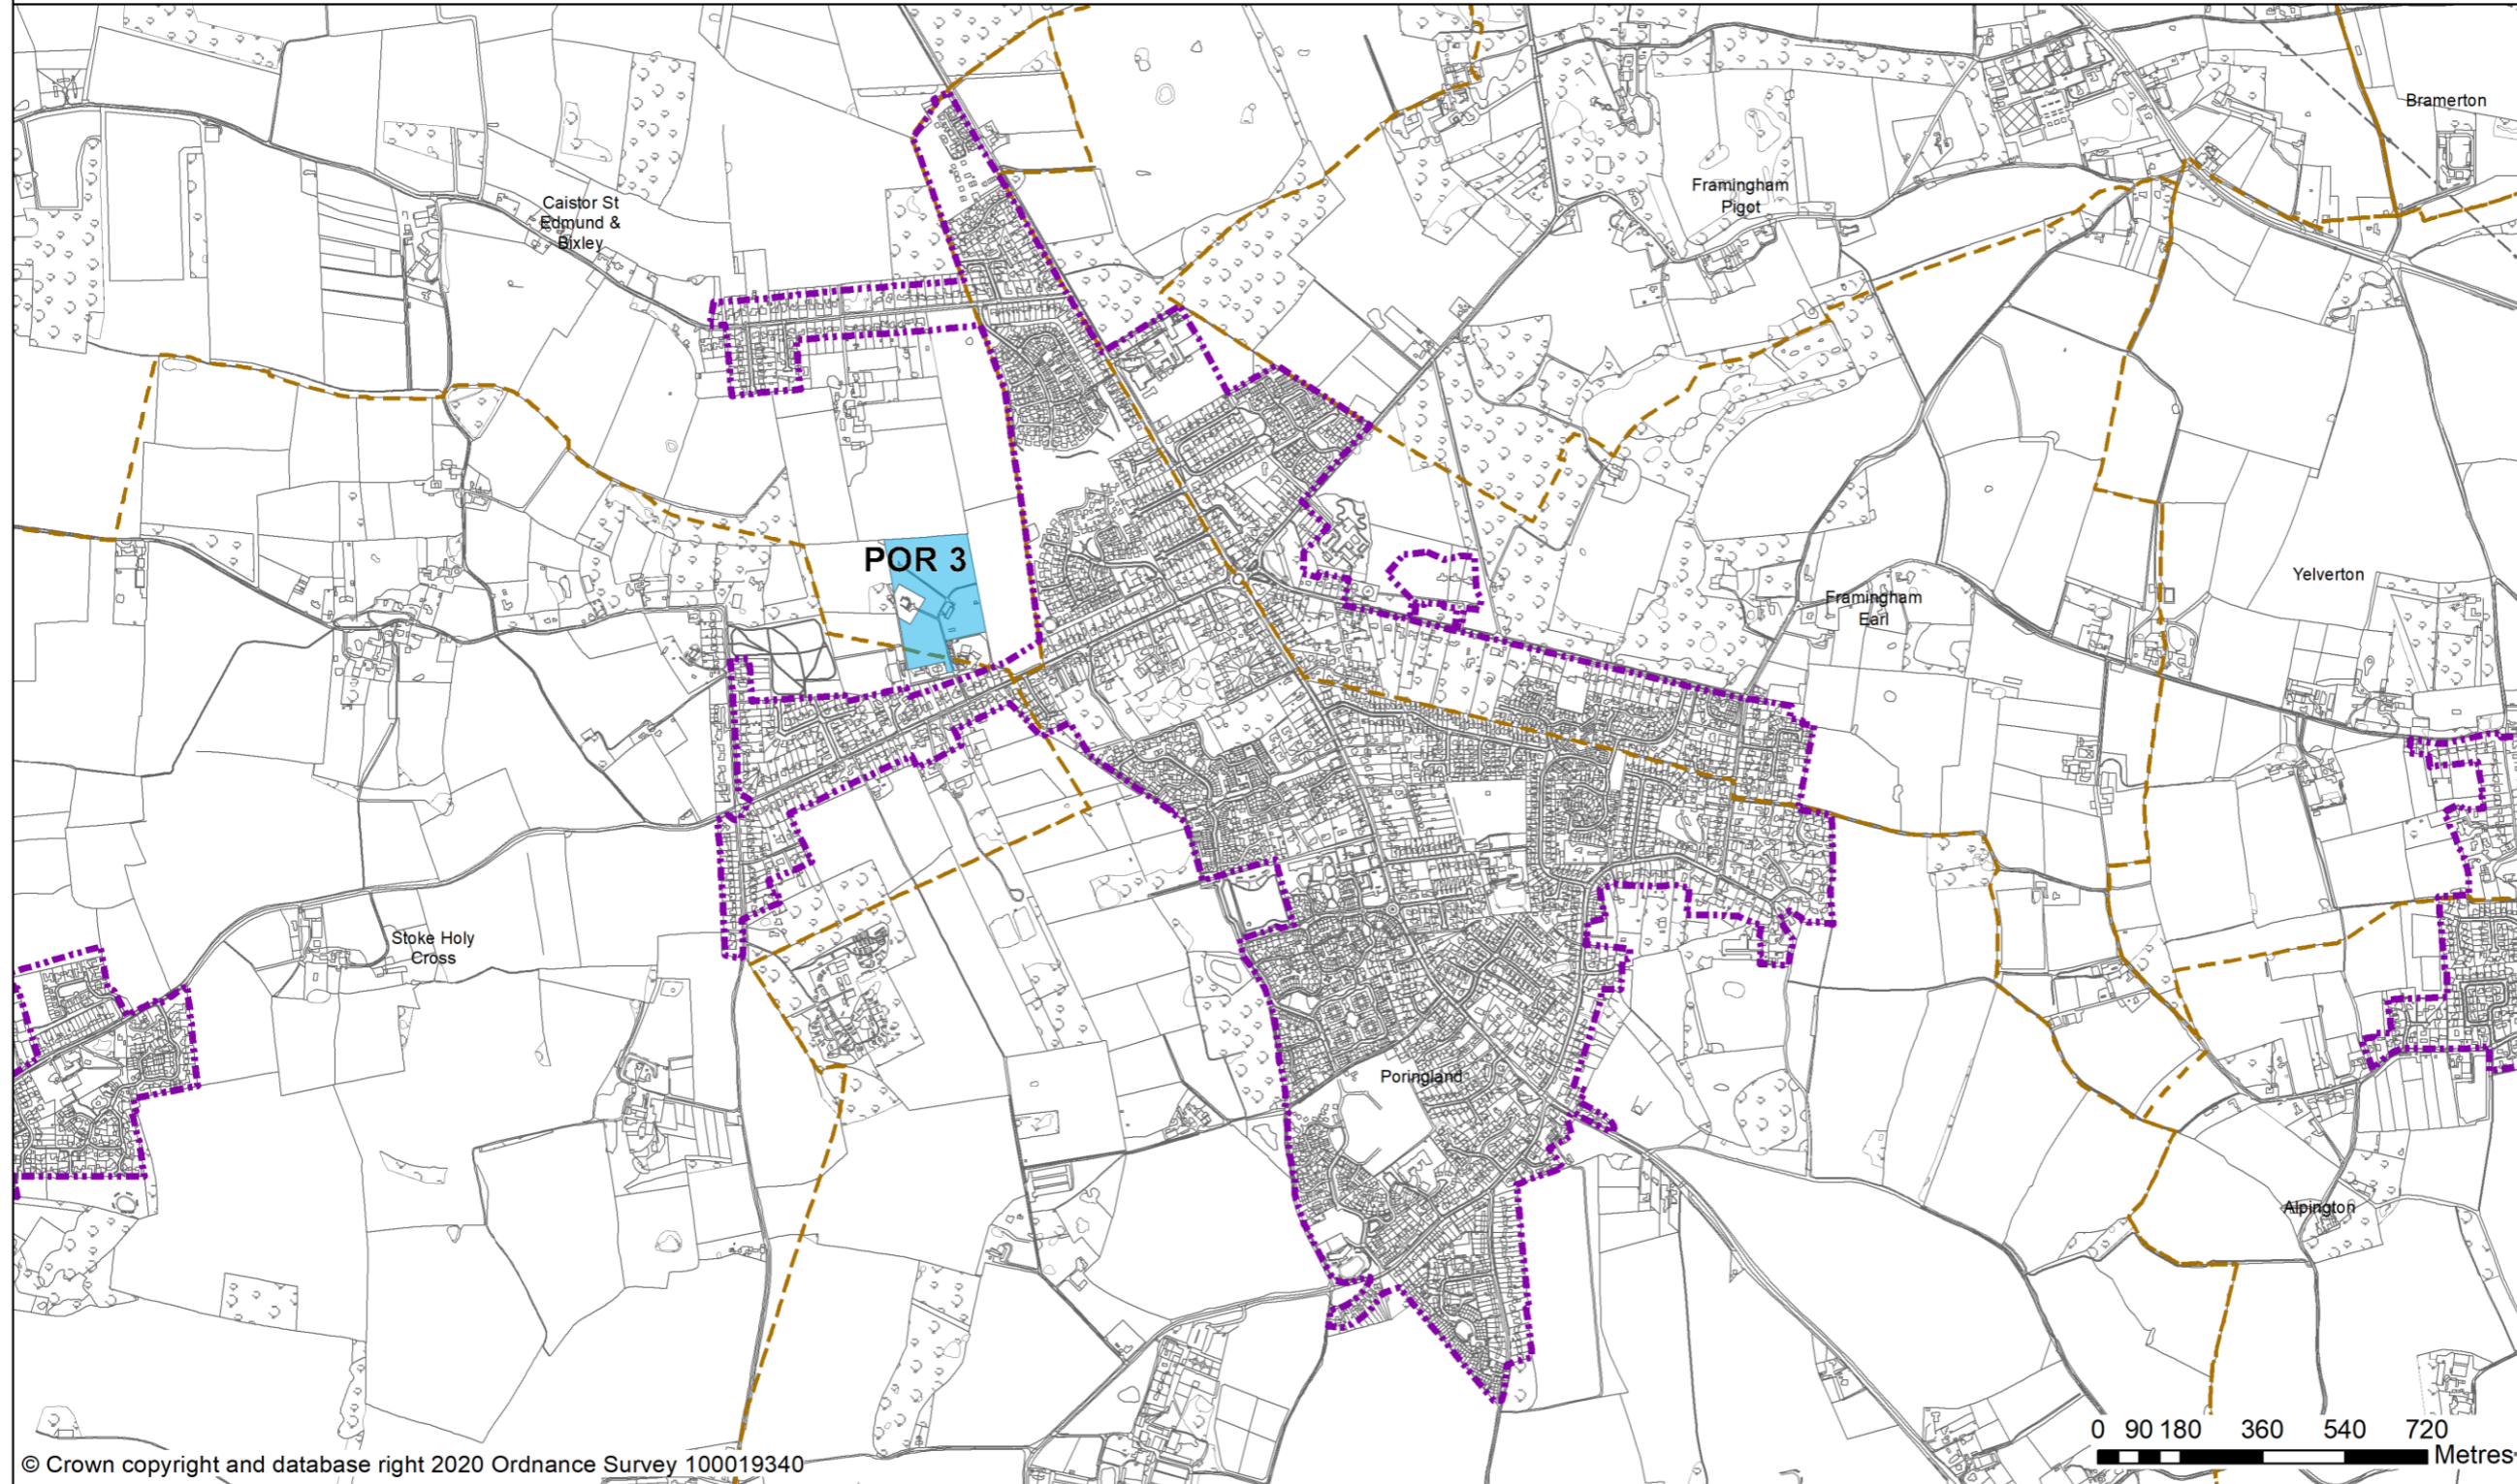 Bramerton
Framingham
Pigot
Caistor St
Edmund &
Bixley
POR 3
Yelverton
Framingham
Earl
Stoke Holy
Cross
Poringland
Alpington
0 90 180 360 540 720
Metres
© Crown copyright and database right 2020 Ordnance Survey 100019340